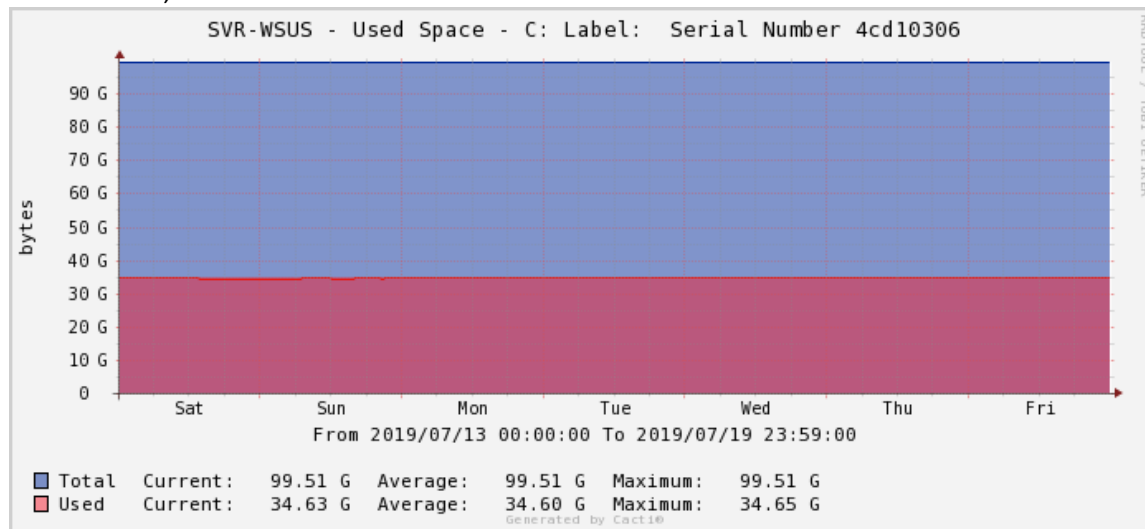 SVR-WSUS - Used Space - C: Label:  Serial Number 4cd10306
bytes
90 G
80 G
70 G
60 G
50 G
40 G
30 G
20 G
10 G
0
Sat Sun Mon Tue Wed Thu Fri
From 2019/07/13 00:00:00 To 2019/07/19 23:59:00
Total Current: 99.51 G Average: 99.51 G Maximum: 99.51 G
Used Current: 34.63 G Average: 34.60 G Maximum: 34.65 G
Generated by Cacti®